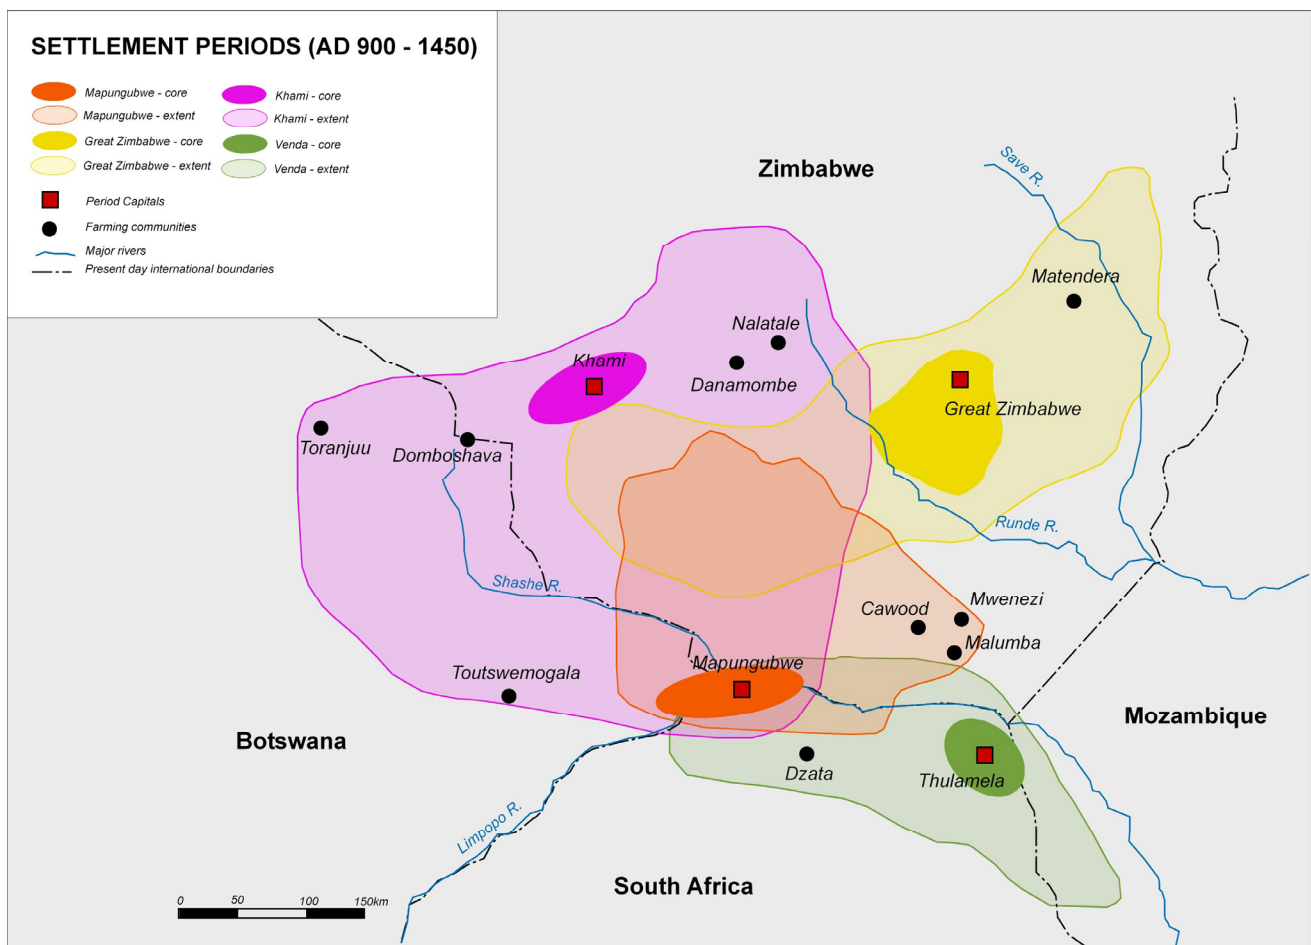 SETTLEMENT PERIODS (AD 900 - 1450)
Mapungubwe - core
Khami - core
Mapungubwe - extent
Khami - extent
Great Zimbabwe - core
Venda - core
Great Zimbabwe - extent
Venda - extent
Period Capitals
Farming communities
Major rivers
Present day international boundaries
Zimbabwe
Save R.
Matendera
Nalatale
Khami
Danamombe
Great Zimbabwe
Toranjuu
Domboshava
Runde R.
Shashe R.
Cawood
Mwenezi
Malumba
Mapungubwe
Toutswemogala
Mozambique
Botswana
Dzata
Thulamela
Limpopo R.
South Africa
0
50
100
150km